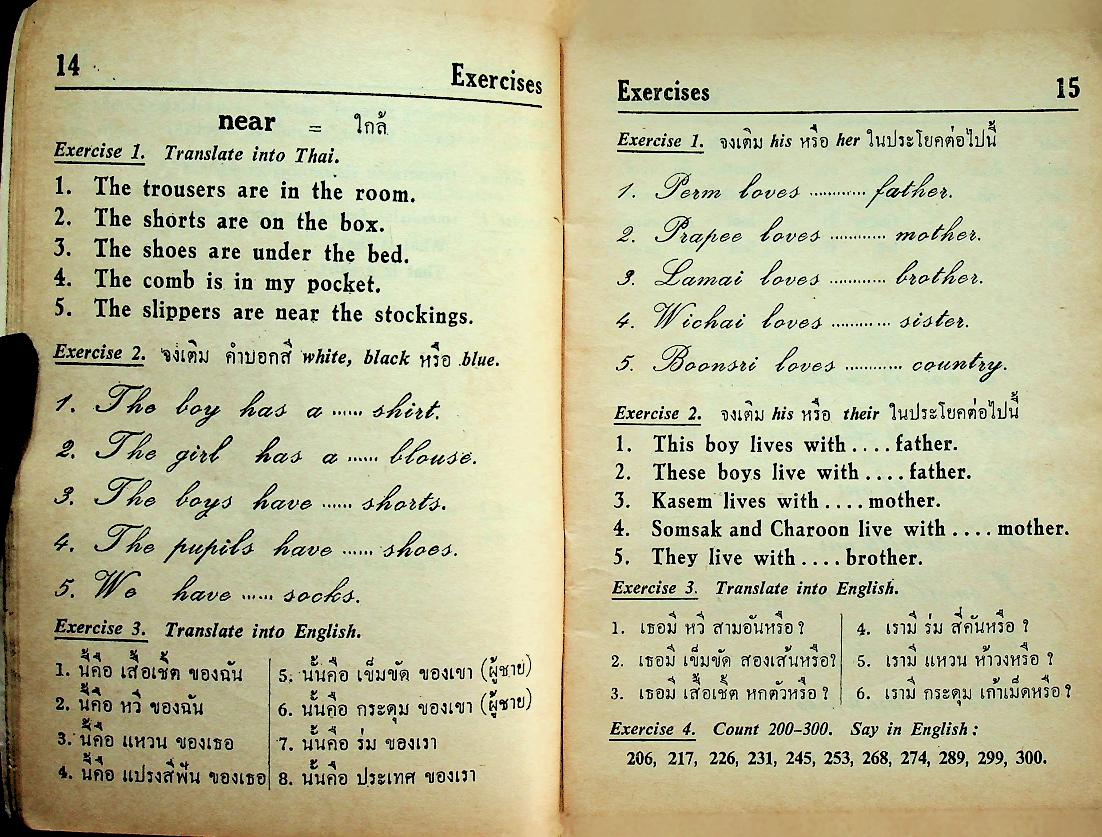 14 Exercises
near = ใกล้
Exercise 1. Translate into Thai.
1. The trousers are in the room.
2. The shorts are on the box.
3. The shoes are under the bed.
4. The comb is in my pocket.
5. The slippers are near the stockings.
Exercise 2. จงเติม คำบอกสี white, black หรือ blue.
1. The boy has a ...... shirt.
2. The girl has a ...... blouse.
3. The boys have ...... shorts.
4. The pupils have ...... shoes.
5. We have ...... socks.
Exercise 3. Translate into English.
1. นี่คือ เสื้อเชิ้ต ของฉัน
2. นี่คือ หวี ของฉัน
3. นี่คือ แหวน ของเธอ
4. นี่คือ แปรงสีฟัน ของเธอ
5. นั่นคือ เข็มขัด ของเขา (ผู้ชาย)
6. นั่นคือ กระดุม ของเขา (ผู้ชาย)
7. นั่นคือ ร่ม ของเรา
8. นั่นคือ ประเทศ ของเรา
Exercises 15
Exercise 1. จงเติม his หรือ her ในประโยคต่อไปนี้
1. Perm loves ............ father.
2. Prapee loves ............ mother.
3. Lamai loves ............ brother.
4. Wichai loves ............ sister.
5. Boonsri loves ............ country.
Exercise 2. จงเติม his หรือ their ในประโยคต่อไปนี้
1. This boy lives with .... father.
2. These boys live with .... father.
3. Kasem lives with .... mother.
4. Somsak and Charoon live with .... mother.
5. They live with .... brother.
Exercise 3. Translate into English.
1. เธอมี หวี สามอันหรือ ?
2. เธอมี เข็มขัด สองเส้นหรือ?
3. เธอมี เสื้อเชิ้ต หกตัวหรือ ?
4. เรามี ร่ม สี่คันหรือ ?
5. เรามี แหวน ห้าวงหรือ ?
6. เรามี กระดุม เก้าเม็ดหรือ ?
Exercise 4. Count 200-300. Say in English :
206, 217, 226, 231, 245, 253, 268, 274, 289, 299, 300.